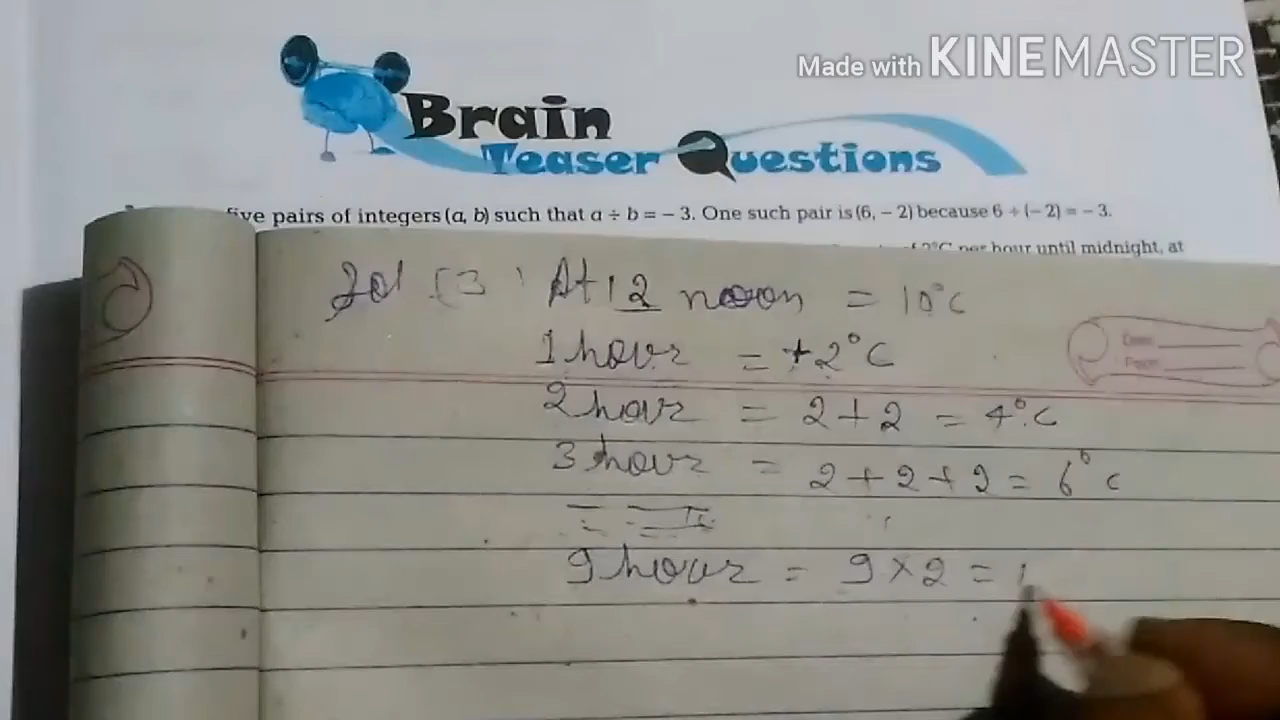 Made with KINEMASTER
Brain
Teaser Questions
five pairs of integers (a, b) such that a ÷ b = – 3. One such pair is (6, – 2) because 6 ÷ (– 2) = – 3.
2°C per hour until midnight, at
At 12 noon = 10°C
1 hour = +2°C
2 hour = 2 + 2 = 4°C
3 hour = 2 + 2 + 2 = 6°C
9 hour = 9 × 2 = 1